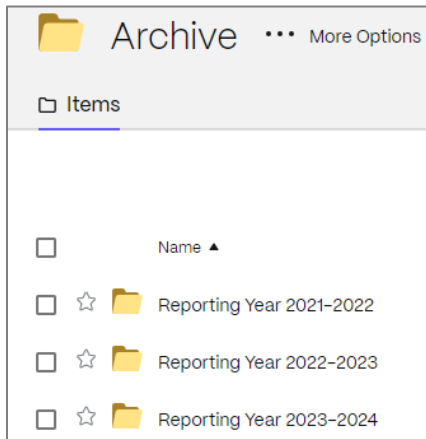 Archive ••• More Options
Items
Name ▲
Reporting Year 2021–2022
Reporting Year 2022–2023
Reporting Year 2023–2024